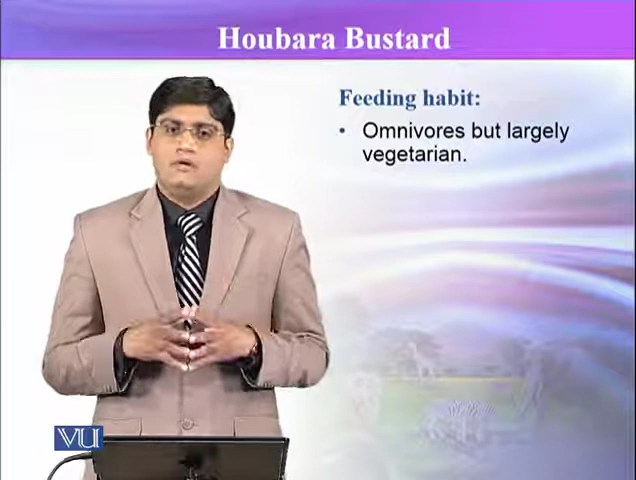 Houbara Bustard
Feeding habit:
• Omnivores but largely
vegetarian.
VU